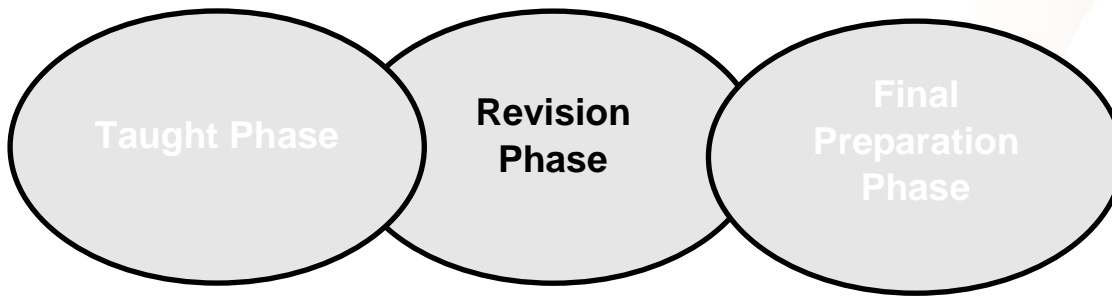 Taught Phase
Revision
Phase
Final
Preparation
Phase